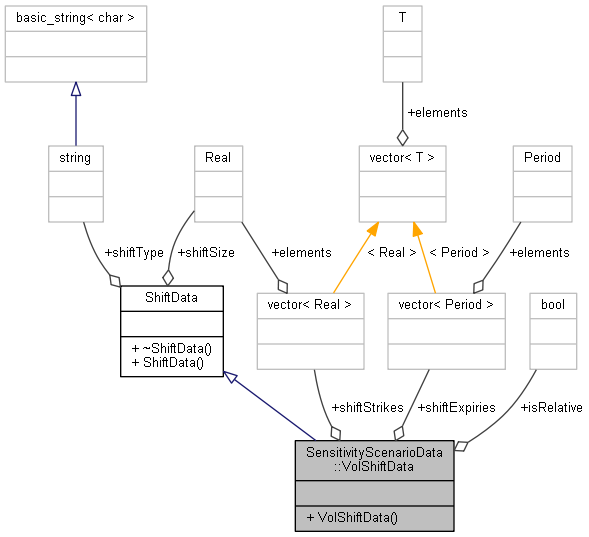 basic_string< char >
T
+elements
string
Real
vector< T >
Period
+shiftType
+shiftSize
+elements
< Real >
< Period >
+elements
ShiftData
+ ~ShiftData()
+ ShiftData()
vector< Real >
vector< Period >
bool
+shiftStrikes
+shiftExpiries
+isRelative
SensitivityScenarioData
::VolShiftData
+ VolShiftData()